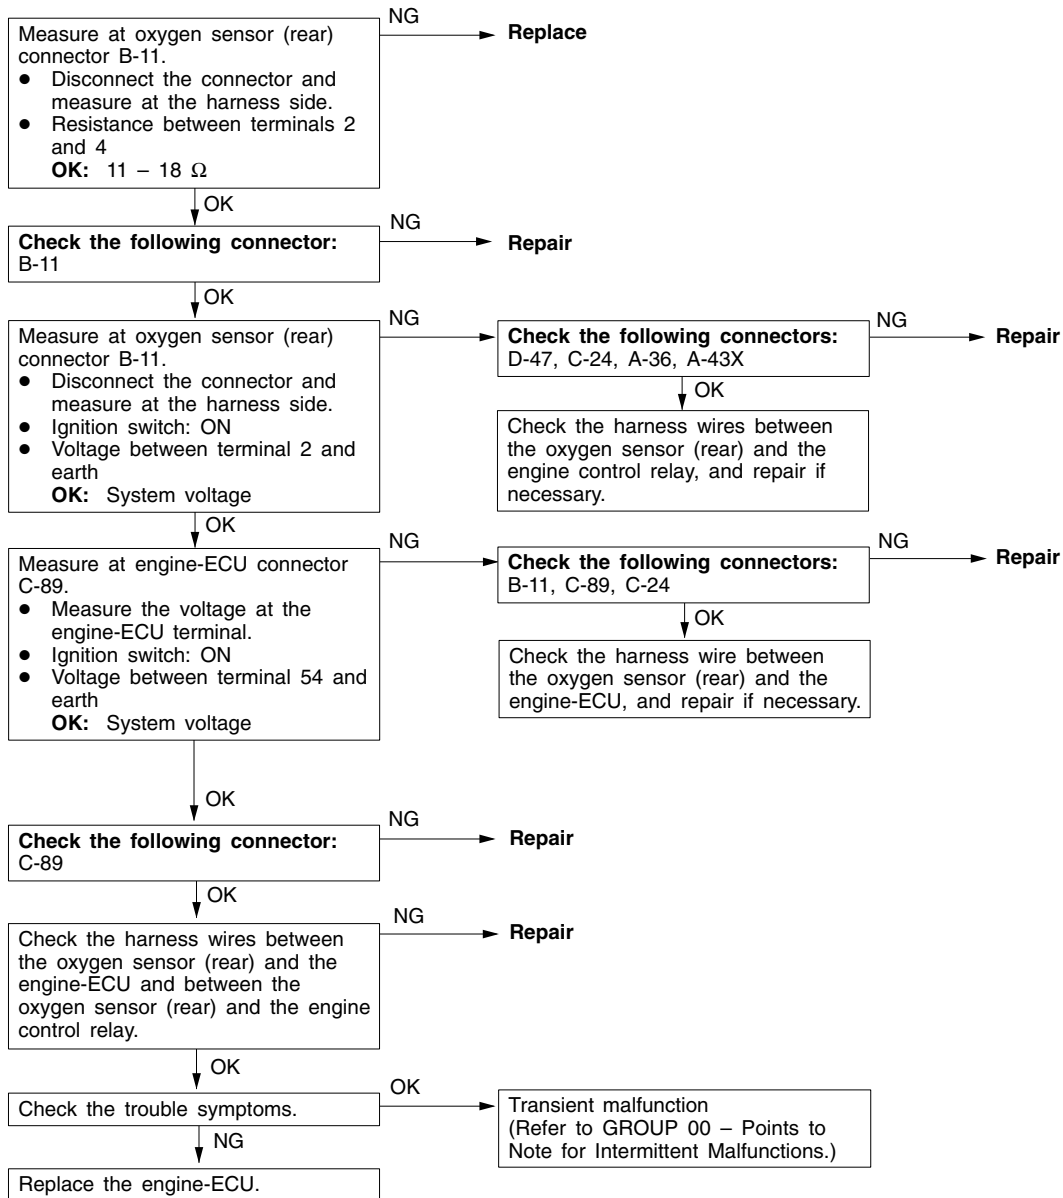 Measure at oxygen sensor (rear)
connector B-11.
● Disconnect the connector and
measure at the harness side.
● Resistance between terminals 2
and 4
OK: 11 – 18 Ω
NG
Replace
OK
Check the following connector:
B-11
NG
Repair
OK
Measure at oxygen sensor (rear)
connector B-11.
● Disconnect the connector and
measure at the harness side.
● Ignition switch: ON
● Voltage between terminal 2 and
earth
OK: System voltage
NG
Check the following connectors:
D-47, C-24, A-36, A-43X
NG
Repair
OK
Check the harness wires between
the oxygen sensor (rear) and the
engine control relay, and repair if
necessary.
OK
Measure at engine-ECU connector
C-89.
● Measure the voltage at the
engine-ECU terminal.
● Ignition switch: ON
● Voltage between terminal 54 and
earth
OK: System voltage
NG
Check the following connectors:
B-11, C-89, C-24
NG
Repair
OK
Check the harness wire between
the oxygen sensor (rear) and the
engine-ECU, and repair if necessary.
OK
Check the following connector:
C-89
NG
Repair
OK
Check the harness wires between
the oxygen sensor (rear) and the
engine-ECU and between the
oxygen sensor (rear) and the engine
control relay.
NG
Repair
OK
Check the trouble symptoms.
OK
Transient malfunction
(Refer to GROUP 00 – Points to
Note for Intermittent Malfunctions.)
NG
Replace the engine-ECU.